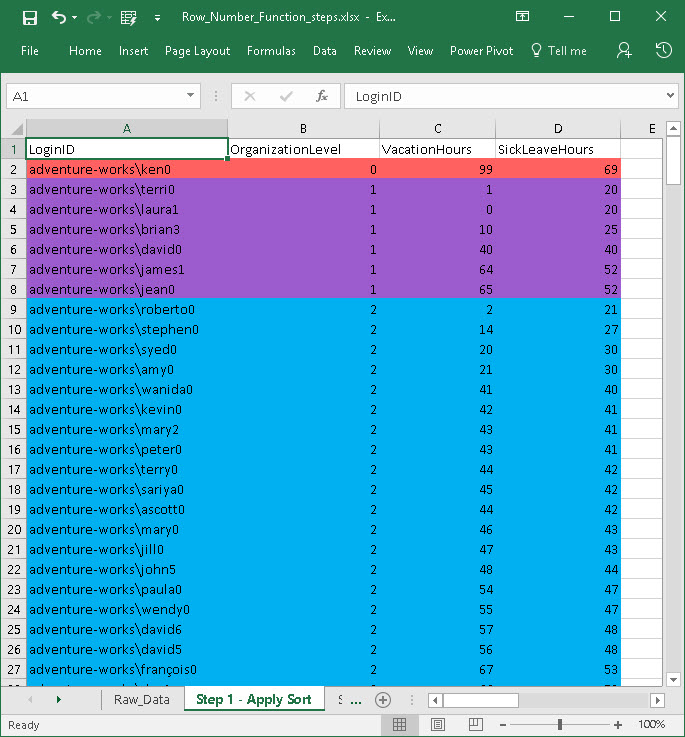 Row_Number_Function_steps.xlsx - Ex...
File Home Insert Page Layout Formulas Data Review View Power Pivot Tell me
A1 fx LoginID
A B C D E
1 LoginID OrganizationLevel VacationHours SickLeaveHours
2 adventure-works\ken0 0 99 69
3 adventure-works\terri0 1 1 20
4 adventure-works\laura1 1 0 20
5 adventure-works\brian3 1 10 25
6 adventure-works\david0 1 40 40
7 adventure-works\james1 1 64 52
8 adventure-works\jean0 1 65 52
9 adventure-works\roberto0 2 2 21
10 adventure-works\stephen0 2 14 27
11 adventure-works\syed0 2 20 30
12 adventure-works\amy0 2 21 30
13 adventure-works\wanida0 2 41 40
14 adventure-works\kevin0 2 42 41
15 adventure-works\mary2 2 43 41
16 adventure-works\peter0 2 43 41
17 adventure-works\terry0 2 44 42
18 adventure-works\sariya0 2 45 42
19 adventure-works\ascott0 2 44 42
20 adventure-works\mary0 2 46 43
21 adventure-works\jill0 2 47 43
22 adventure-works\john5 2 48 44
23 adventure-works\paula0 2 54 47
24 adventure-works\wendy0 2 55 47
25 adventure-works\david6 2 57 48
26 adventure-works\david5 2 56 48
27 adventure-works\françois0 2 67 53
Raw_Data Step 1 - Apply Sort ...
Ready 100%